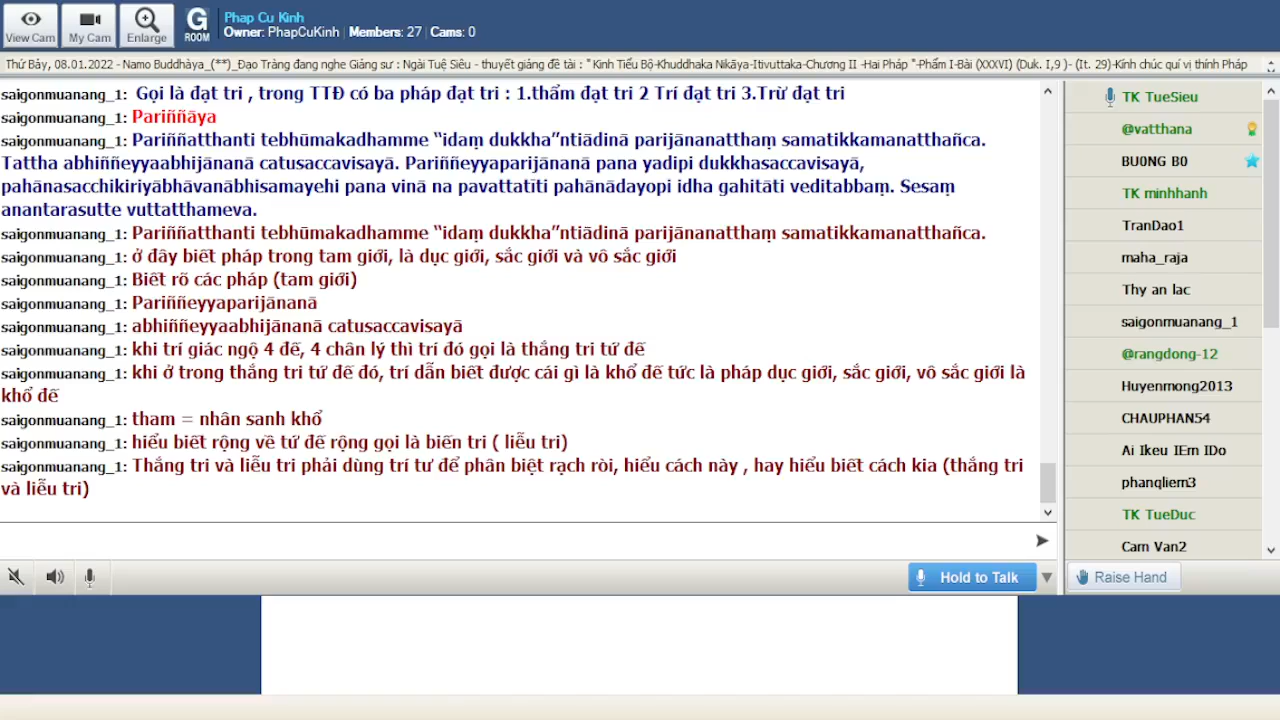 View Cam
My Cam
Enlarge
G
ROOM
Phap Cu Kinh
Owner: PhapCuKinh | Members: 27 | Cams: 0
Thứ Bảy, 08.01.2022 - Namo Buddhàya_(**)_Đạo Tràng đang nghe Giảng sư : Ngài Tuệ Siêu - thuyết giảng đề tài : " Kinh Tiểu Bộ-Khuddhaka Nikāya-Itivuttaka-Chương II -Hai Pháp "-Phẩm I-Bài (XXXVI) (Duk. I,9 )- (It. 29)-Kính chúc quí vị thính Pháp
saigonmuanang_1: Gọi là đạt tri , trong TTĐ có ba pháp đạt tri : 1.thẩm đạt tri 2 Trí đạt tri 3.Trừ đạt tri
saigonmuanang_1: Pariññāya
saigonmuanang_1: Pariññatthanti tebhūmakadhamme “idaṃ dukkha”ntiādinā parijānanatthaṃ samatikkamanatthañca.
Tattha abhiññeyyaabhijānanā catusaccavisayā. Pariññeyyaparijānanā pana yadipi dukkhasaccavisayā,
pahānasacchikiriyābhāvanābhisamayehi pana vinā na pavattatīti pahānādayopi idha gahitāti veditabbaṃ. Sesaṃ
anantarasutte vuttatthameva.
saigonmuanang_1: Pariññatthanti tebhūmakadhamme “idaṃ dukkha”ntiādinā parijānanatthaṃ samatikkamanatthañca.
saigonmuanang_1: ở đây biết pháp trong tam giới, là dục giới, sắc giới và vô sắc giới
saigonmuanang_1: Biết rõ các pháp (tam giới)
saigonmuanang_1: Pariññeyyaparijānanā
saigonmuanang_1: abhiññeyyaabhijānanā catusaccavisayā
saigonmuanang_1: khi trí giác ngộ 4 đế, 4 chân lý thì trí đó gọi là thắng tri tứ đế
saigonmuanang_1: khi ở trong thắng tri tứ đế đó, trí dẫn biết được cái gì là khổ đế tức là pháp dục giới, sắc giới, vô sắc giới là
khổ đế
saigonmuanang_1: tham = nhân sanh khổ
saigonmuanang_1: hiểu biết rộng về tứ đế rộng gọi là biến tri ( liễu tri)
saigonmuanang_1: Thắng tri và liễu tri phải dùng trí tư để phân biệt rạch ròi, hiểu cách này , hay hiểu biết cách kia (thắng tri
và liễu tri)
Hold to Talk
TK TueSieu
@vatthana
BU0NG B0
TK minhhanh
TranDao1
maha_raja
Thy an lac
saigonmuanang_1
@rangdong-12
Huyenmong2013
CHAUPHAN54
Ai Ikeu IEm IDo
phanqliem3
TK TueDuc
Cam Van2
Raise Hand